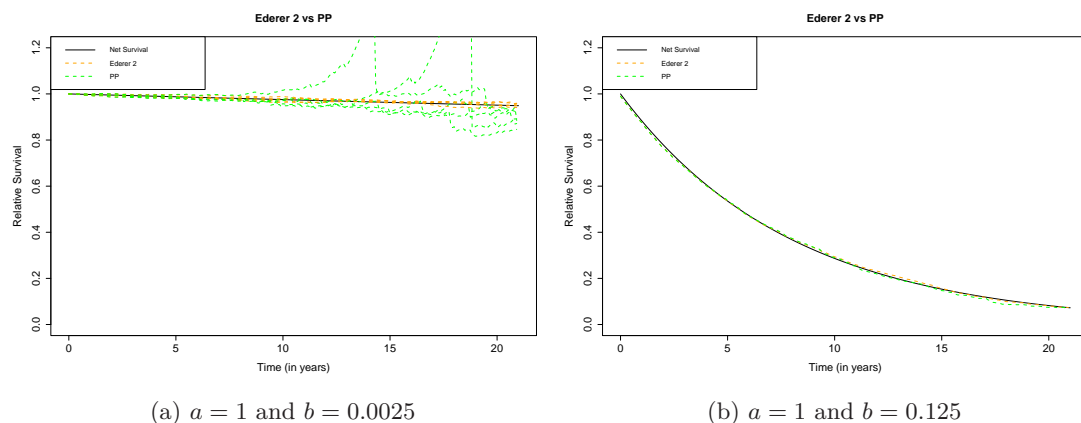 Ederer 2 vs PP
Net Survival
Ederer 2
PP
Relative Survival
1.2
1.0
0.8
0.6
0.4
0.2
0.0
0 5 10 15 20
Time (in years)
(a) a = 1 and b = 0.0025
Ederer 2 vs PP
Net Survival
Ederer 2
PP
Relative Survival
1.2
1.0
0.8
0.6
0.4
0.2
0.0
0 5 10 15 20
Time (in years)
(b) a = 1 and b = 0.125